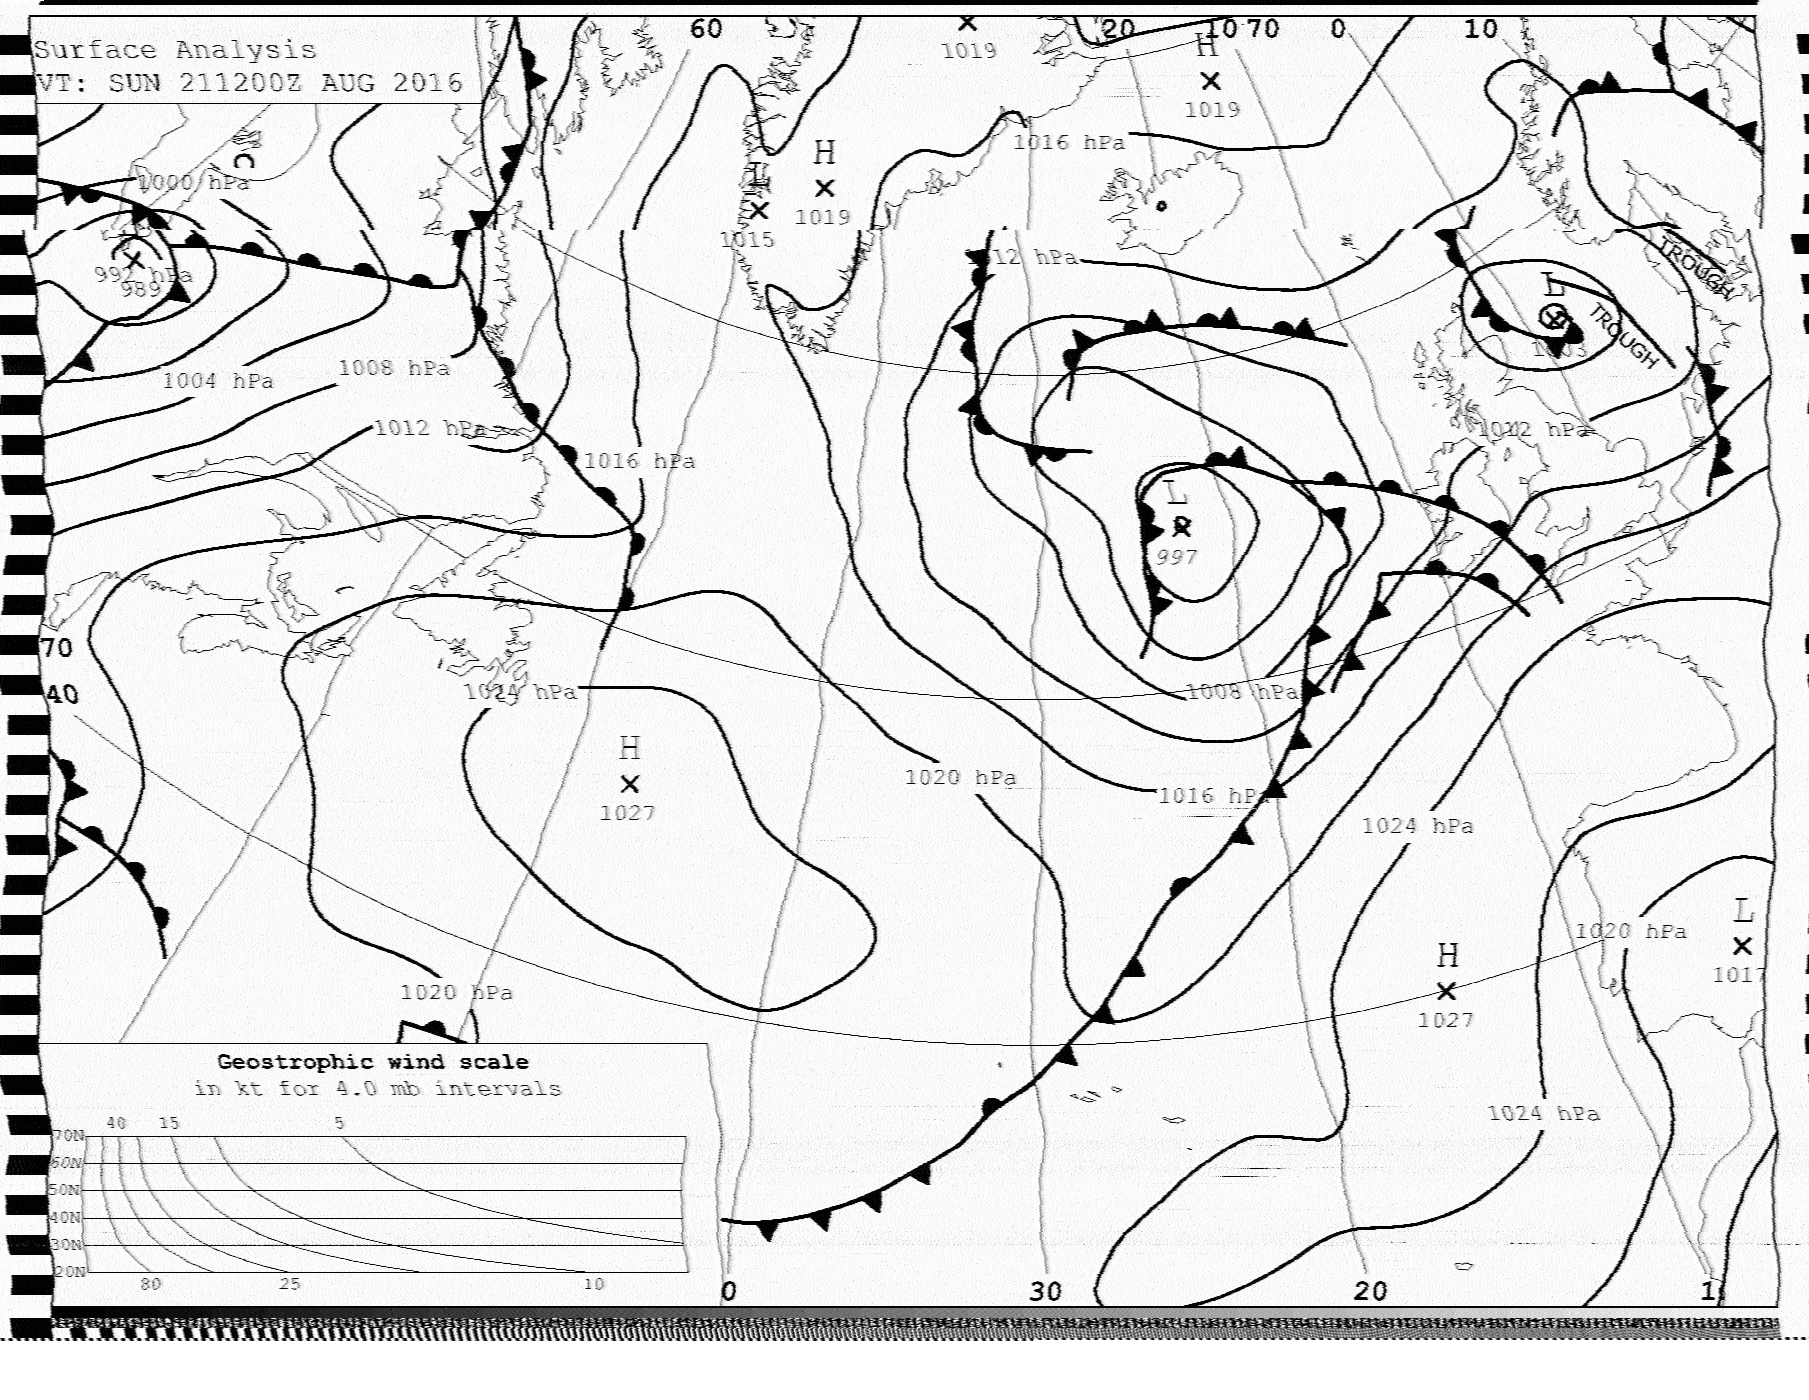 60
20
10 70
0
10
Surface Analysis
VT: SUN 211200Z AUG 2016
1019
H
1019
1016 hPa
H
1019
1015
1000 hPa
992 hPa
989
1012 hPa
TROUGH
L
TROUGH
1003
1004 hPa
1008 hPa
1012 hPa
1012 hPa
1016 hPa
L
997
70
40
1024 hPa
1008 hPa
H
1027
1020 hPa
1016 hPa
1024 hPa
L
1017
1020 hPa
H
1027
1020 hPa
1024 hPa
Geostrophic wind scale
in kt for 4.0 mb intervals
40 15 5
70N
60N
50N
40N
30N
20N
80 25 10
0
30
20